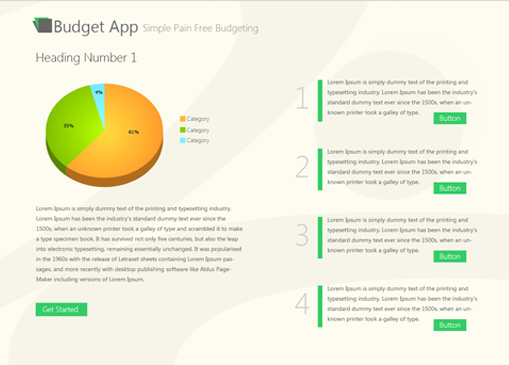 Budget App Simple Pain Free Budgeting
Heading Number 1
4%
35%
61%
Category
Category
Category
Lorem Ipsum is simply dummy text of the printing and typesetting industry.
Lorem Ipsum has been the industry's standard dummy text ever since the
1500s, when an unknown printer took a galley of type and scrambled it to make
a type specimen book. It has survived not only five centuries, but also the leap
into electronic typesetting, remaining essentially unchanged. It was popularised
in the 1960s with the release of Letraset sheets containing Lorem Ipsum pas-
sages, and more recently with desktop publishing software like Aldus Page-
Maker including versions of Lorem Ipsum.
Get Started
1
Lorem Ipsum is simply dummy text of the printing and
typesetting industry. Lorem Ipsum has been the industry's
standard dummy text ever since the 1500s, when an un-
known printer took a galley of type.
Button
2
Lorem Ipsum is simply dummy text of the printing and
typesetting industry. Lorem Ipsum has been the industry's
standard dummy text ever since the 1500s, when an un-
known printer took a galley of type.
Button
3
Lorem Ipsum is simply dummy text of the printing and
typesetting industry. Lorem Ipsum has been the industry's
standard dummy text ever since the 1500s, when an un-
known printer took a galley of type.
Button
4
Lorem Ipsum is simply dummy text of the printing and
typesetting industry. Lorem Ipsum has been the industry's
standard dummy text ever since the 1500s, when an un-
known printer took a galley of type.
Button